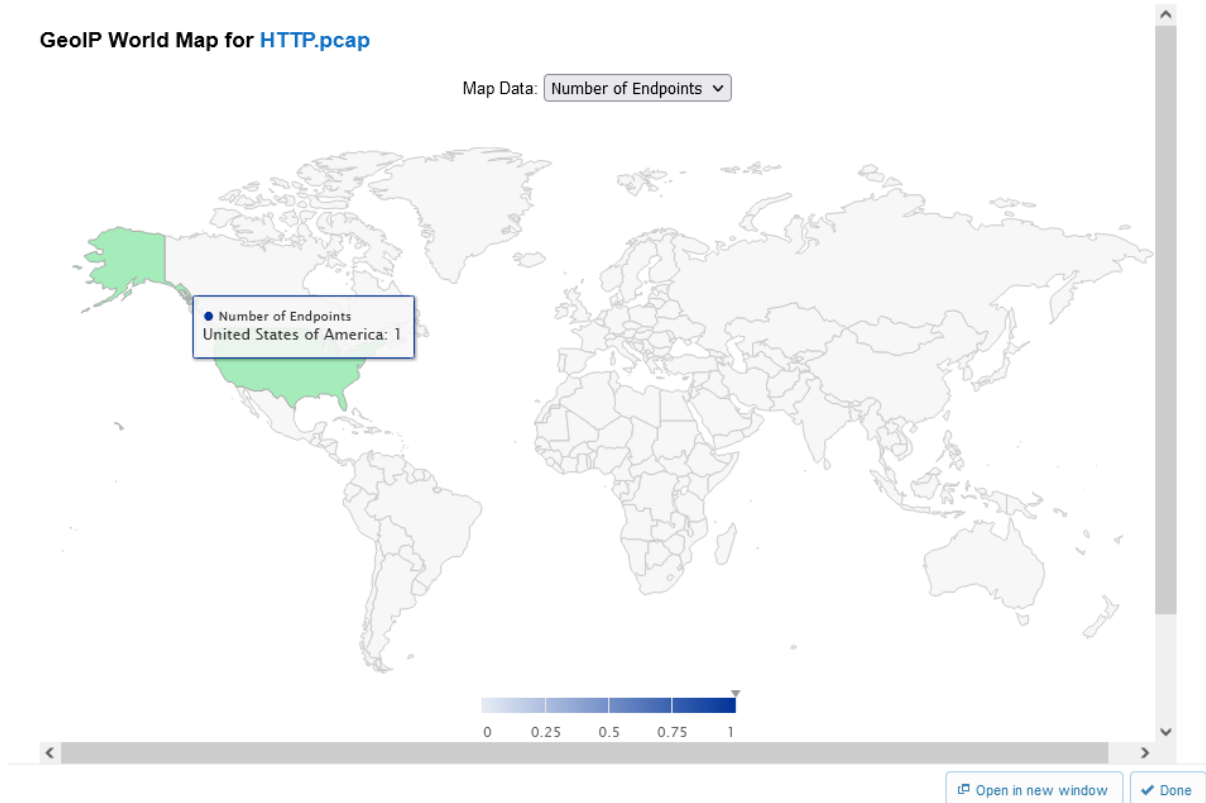 GeoIP World Map for HTTP.pcap
Map Data: Number of Endpoints
Number of Endpoints
United States of America: 1
0 0.25 0.5 0.75 1
Open in new window Done